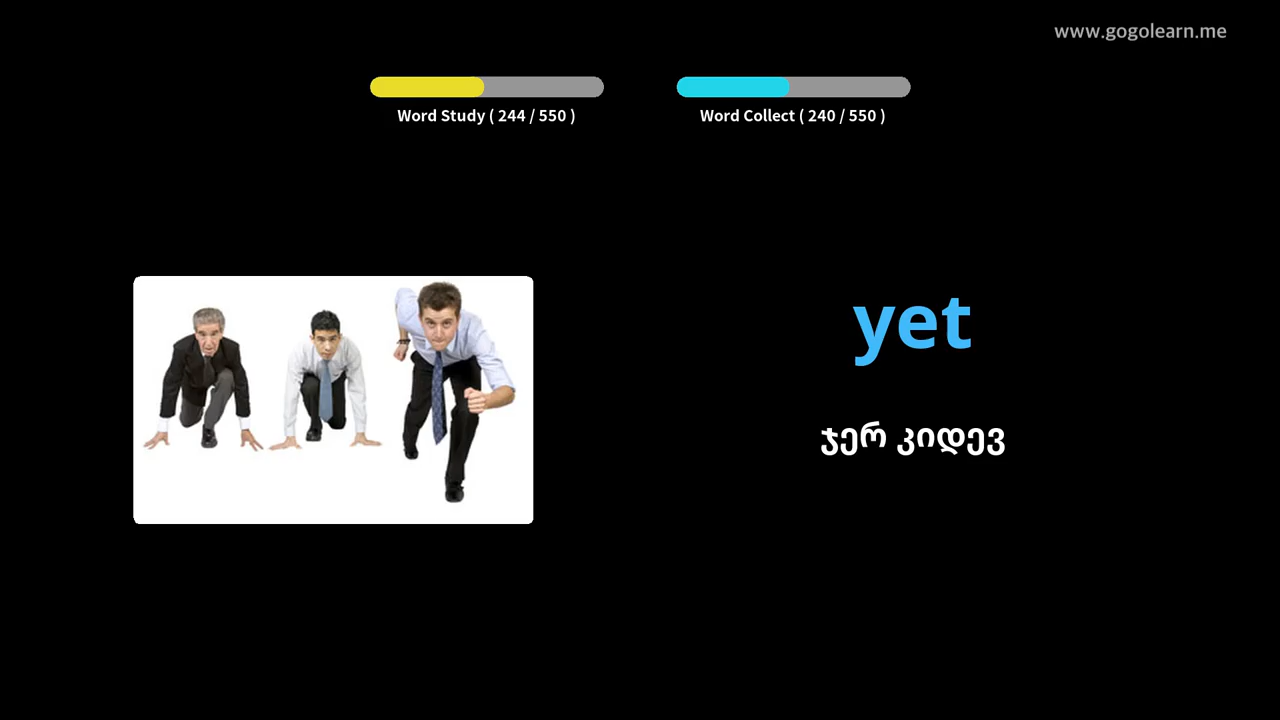 www.gogolearn.me
Word Study ( 244 / 550 )
Word Collect ( 240 / 550 )
yet
ჯერ კიდევ